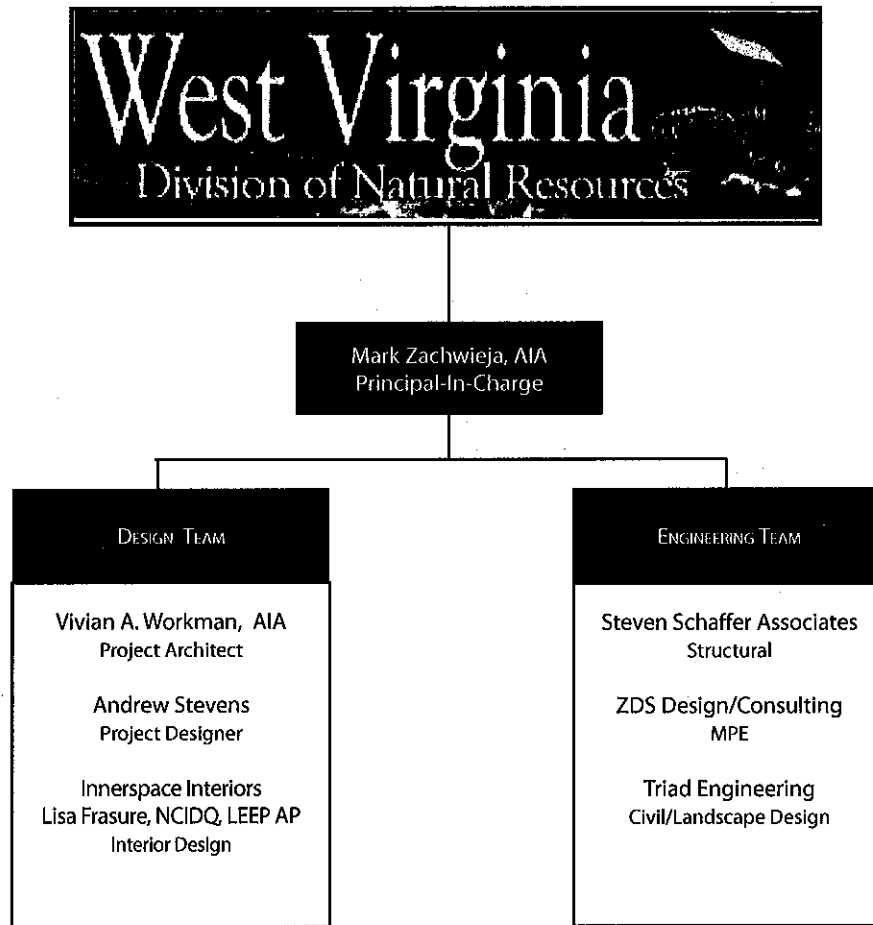 West Virginia
Division of Natural Resources
Mark Zachwieja, AIA
Principal-In-Charge
DESIGN TEAM
Vivian A. Workman, AIA
Project Architect
Andrew Stevens
Project Designer
Innerspace Interiors
Lisa Frasure, NCIDQ, LEEP AP
Interior Design
ENGINEERING TEAM
Steven Schaffer Associates
Structural
ZDS Design/Consulting
MPE
Triad Engineering
Civil/Landscape Design